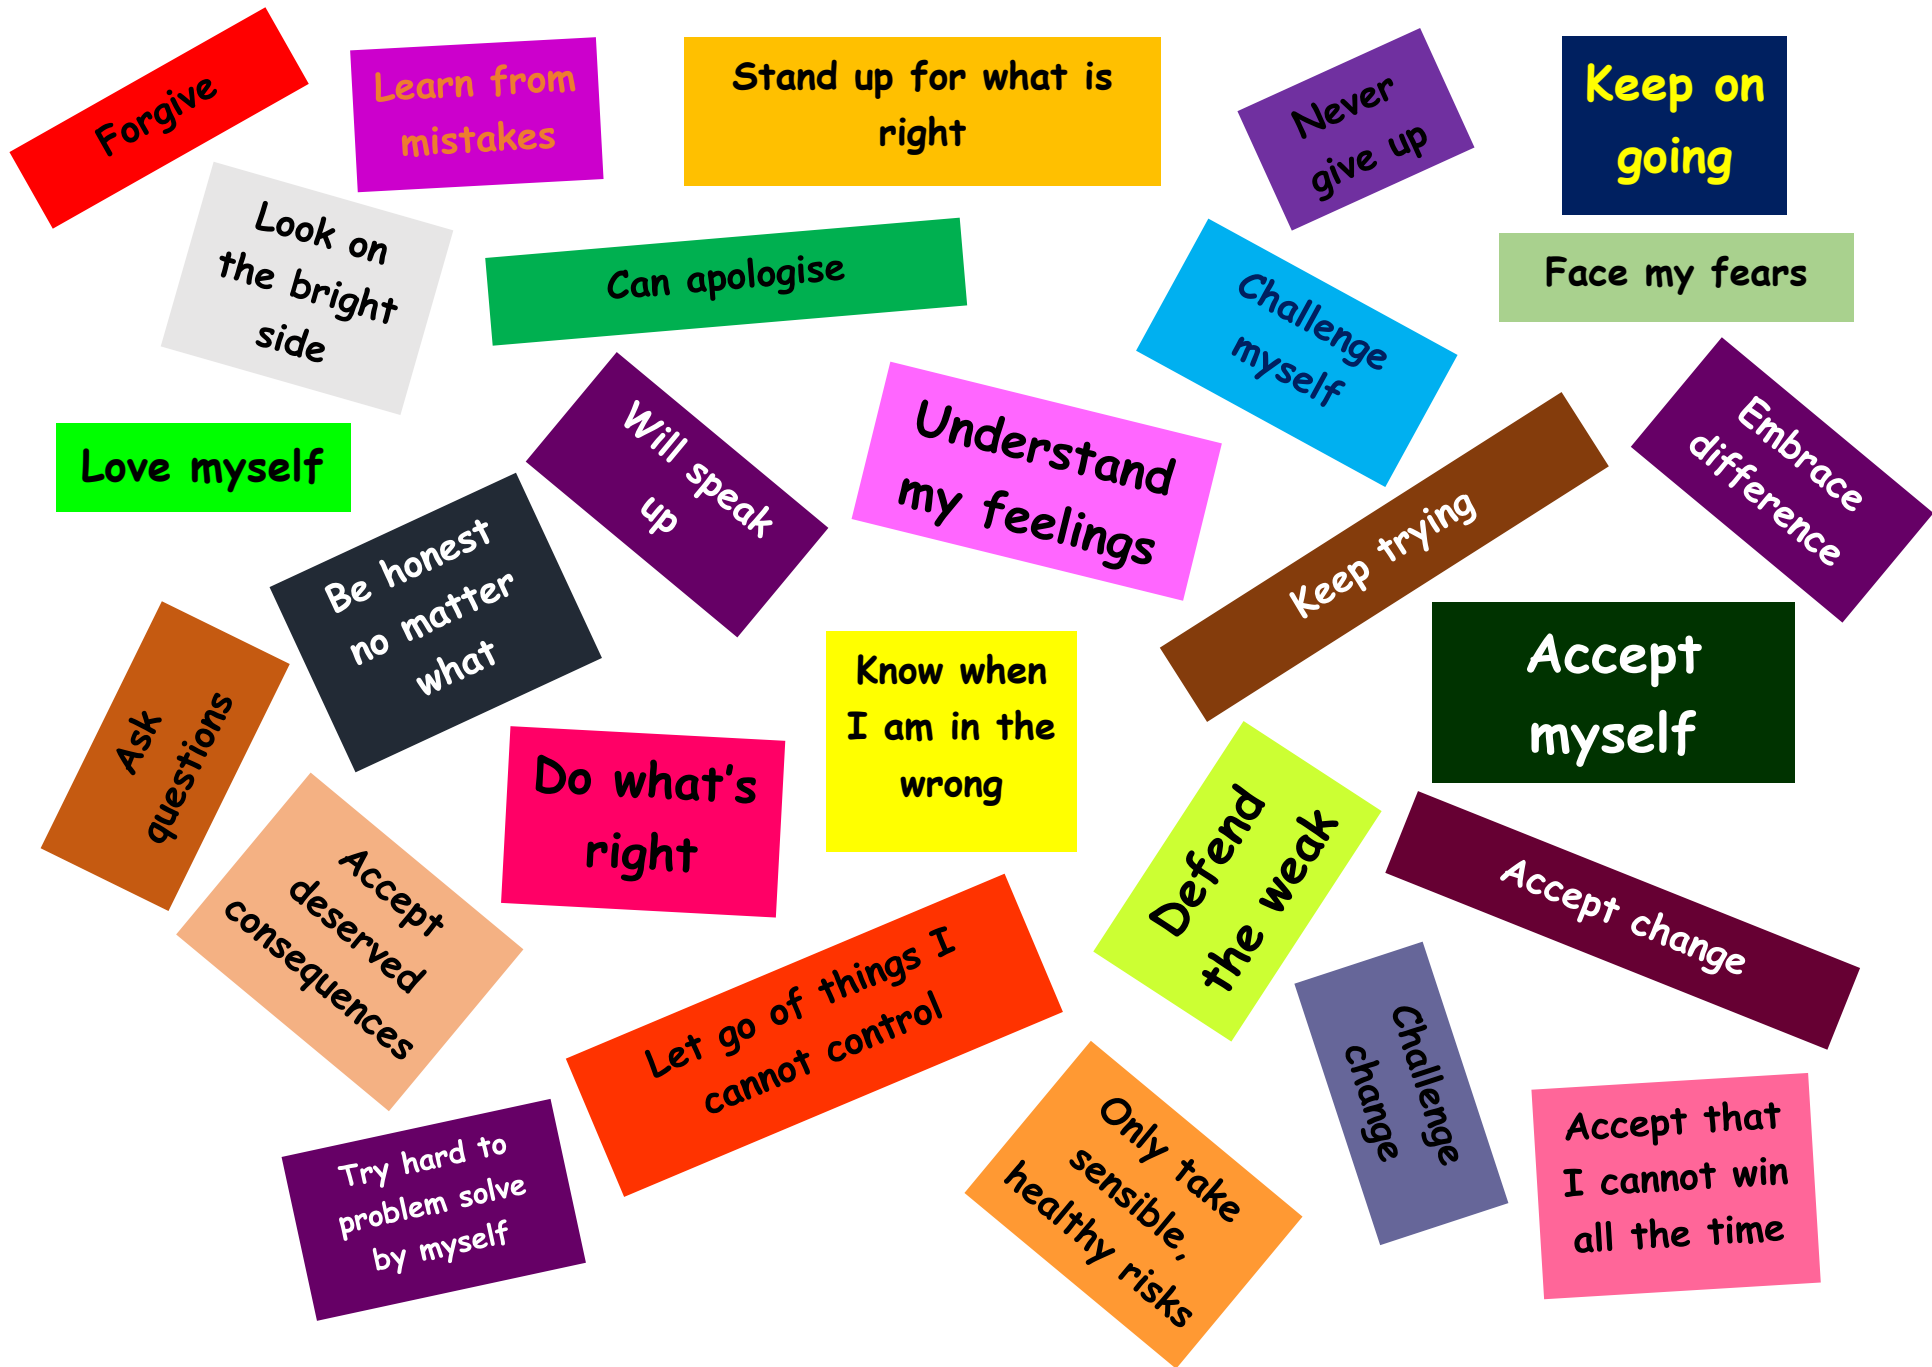 Forgive
Learn from
mistakes
Stand up for what is
right
Never
give up
Keep on
going
Look on
the bright
side
Can apologise
Challenge
myself
Face my fears
Love myself
Will speak
up
Understand
my feelings
Keep trying
Embrace
difference
Be honest
no matter
what
Ask
questions
Know when
I am in the
wrong
Accept
myself
Do what’s
right
Defend
the weak
Accept change
Accept
deserved
consequences
Let go of things I
cannot control
Challenge
change
Try hard to
problem solve
by myself
Only take
sensible,
healthy risks
Accept that
I cannot win
all the time